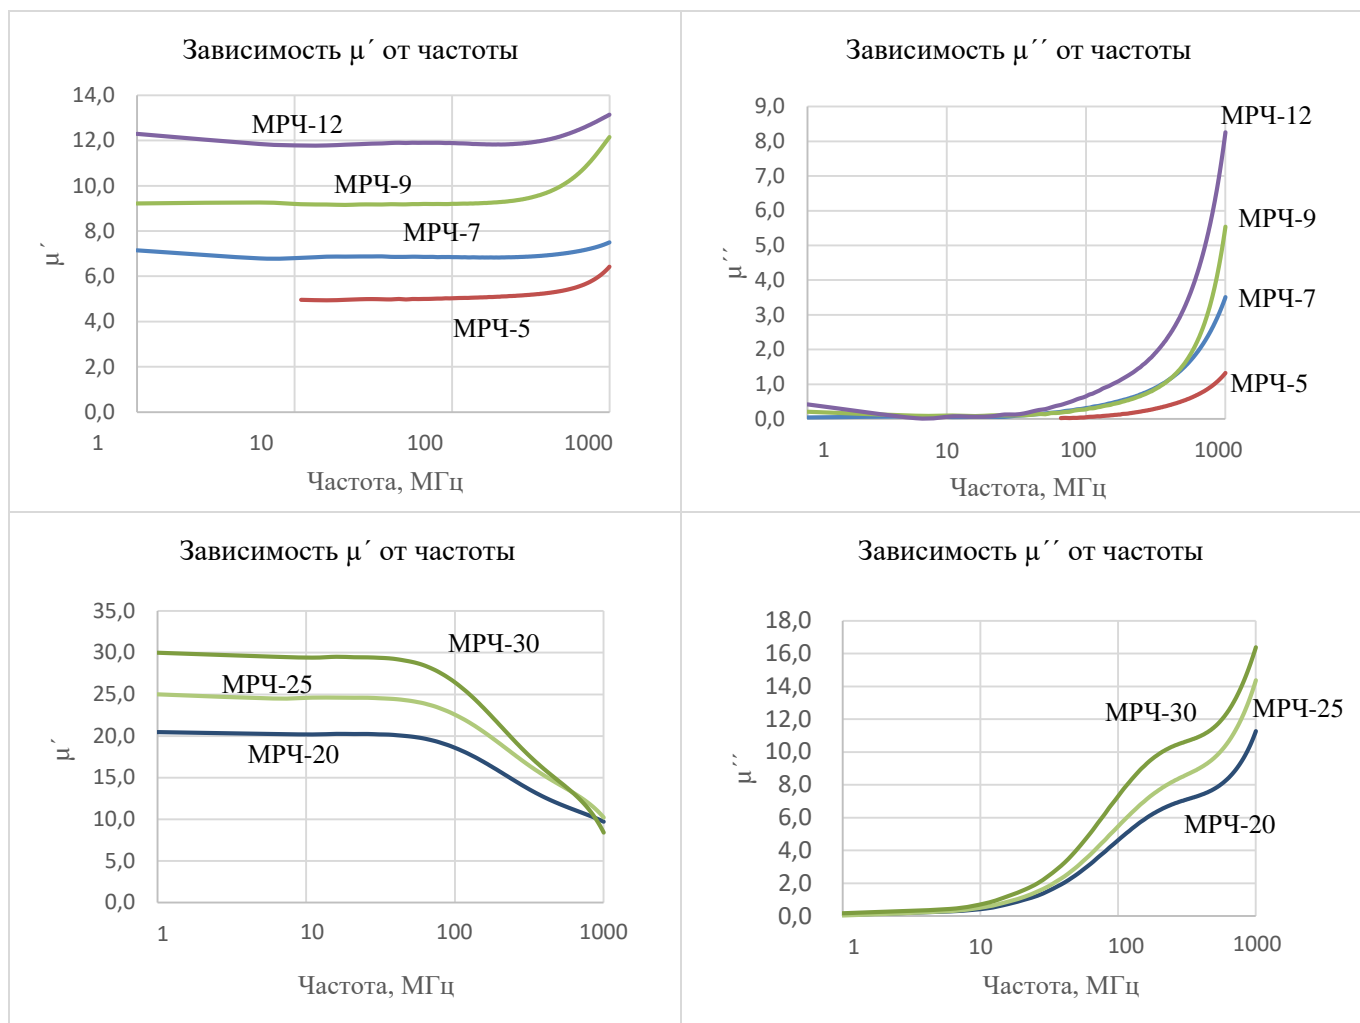 Зависимость μ´ от частоты
14,0
12,0
10,0
8,0
6,0
4,0
2,0
0,0
μ´
МРЧ-12
МРЧ-9
МРЧ-7
МРЧ-5
1 10 100 1000
Частота, МГц
Зависимость μ´´ от частоты
9,0
8,0
7,0
6,0
5,0
4,0
3,0
2,0
1,0
0,0
μ´´
МРЧ-12
МРЧ-9
МРЧ-7
МРЧ-5
1 10 100 1000
Частота, МГц
Зависимость μ´ от частоты
35,0
30,0
25,0
20,0
15,0
10,0
5,0
0,0
μ´
МРЧ-30
МРЧ-25
МРЧ-20
1 10 100 1000
Частота, МГц
Зависимость μ´´ от частоты
18,0
16,0
14,0
12,0
10,0
8,0
6,0
4,0
2,0
0,0
μ´´
МРЧ-30
МРЧ-25
МРЧ-20
1 10 100 1000
Частота, МГц